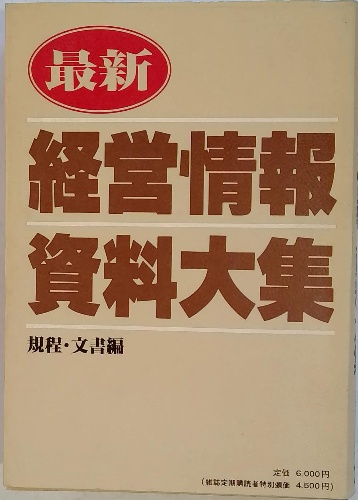 最新
経営情報
資料大集
規程・文書編
定価 6,000円
(雑誌定期購読者特別価 4,500円)